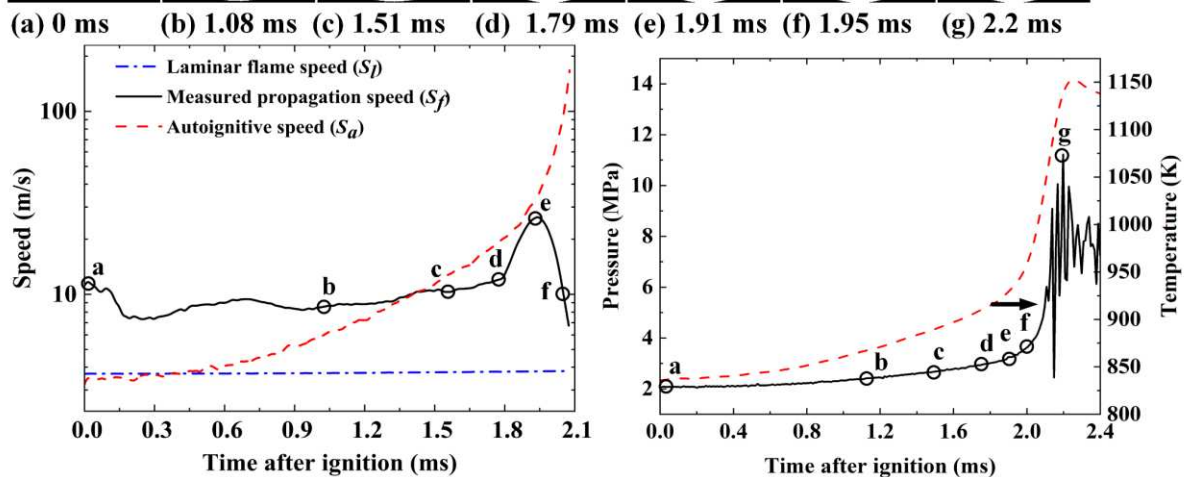 (a) 0 ms (b) 1.08 ms (c) 1.51 ms (d) 1.79 ms (e) 1.91 ms (f) 1.95 ms (g) 2.2 ms
Laminar flame speed (Sl)
Measured propagation speed (Sf)
Autoignitive speed (Sa)
100
10
Speed (m/s)
a
b
c
d
e
f
0.0 0.3 0.6 0.9 1.2 1.5 1.8 2.1
Time after ignition (ms)
14
12
10
8
6
4
2
Pressure (MPa)
a
b
c
d
e
f
g
1150
1100
1050
1000
950
900
850
800
Temperature (K)
0.0 0.4 0.8 1.2 1.6 2.0 2.4
Time after ignition (ms)